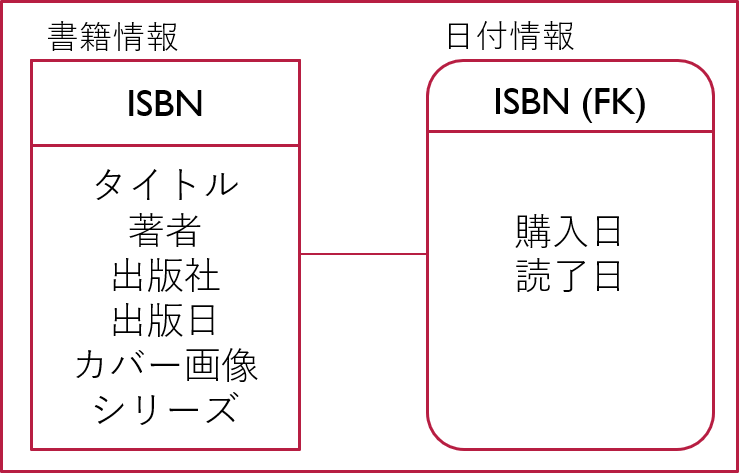 書籍情報
ISBN
タイトル
著者
出版社
出版日
カバー画像
シリーズ
日付情報
ISBN (FK)
購入日
読了日